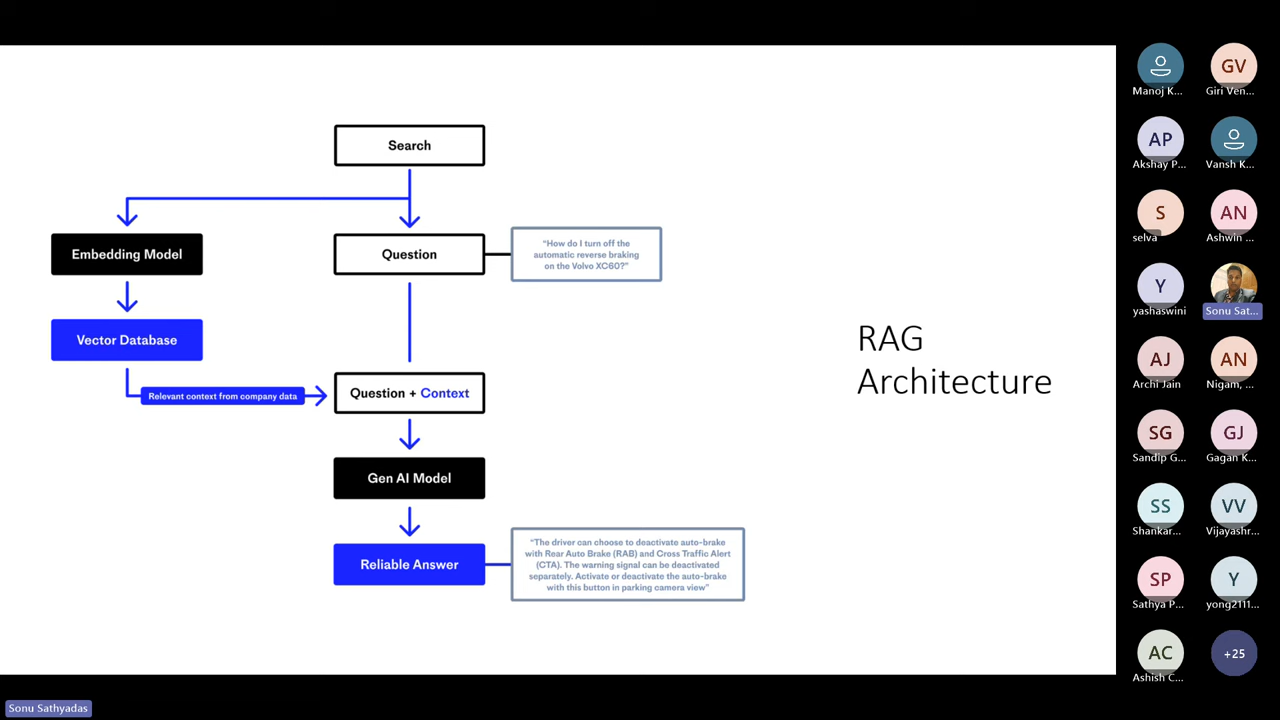 Search
Embedding Model
Question
"How do I turn off the
automatic reverse braking
on the Volvo XC60?"
Vector Database
Relevant context from company data
Question + Context
Gen AI Model
Reliable Answer
"The driver can choose to deactivate auto-brake
with Rear Auto Brake (RAB) and Cross Traffic Alert
(CTA). The warning signal can be deactivated
separately. Activate or deactivate the auto-brake
with this button in parking camera view"
RAG
Architecture
Manoj K...
GV
Giri Ven...
AP
Akshay P...
Vansh K...
S
selva
AN
Ashwin ...
Y
yashaswini
Sonu Sat...
AJ
Archi Jain
AN
Nigam, ...
SG
Sandip G...
GJ
Gagan K...
SS
Shankar...
VV
Vijayashr...
SP
Sathya P...
Y
yong2111...
AC
Ashish C...
+25
Sonu Sathyadas